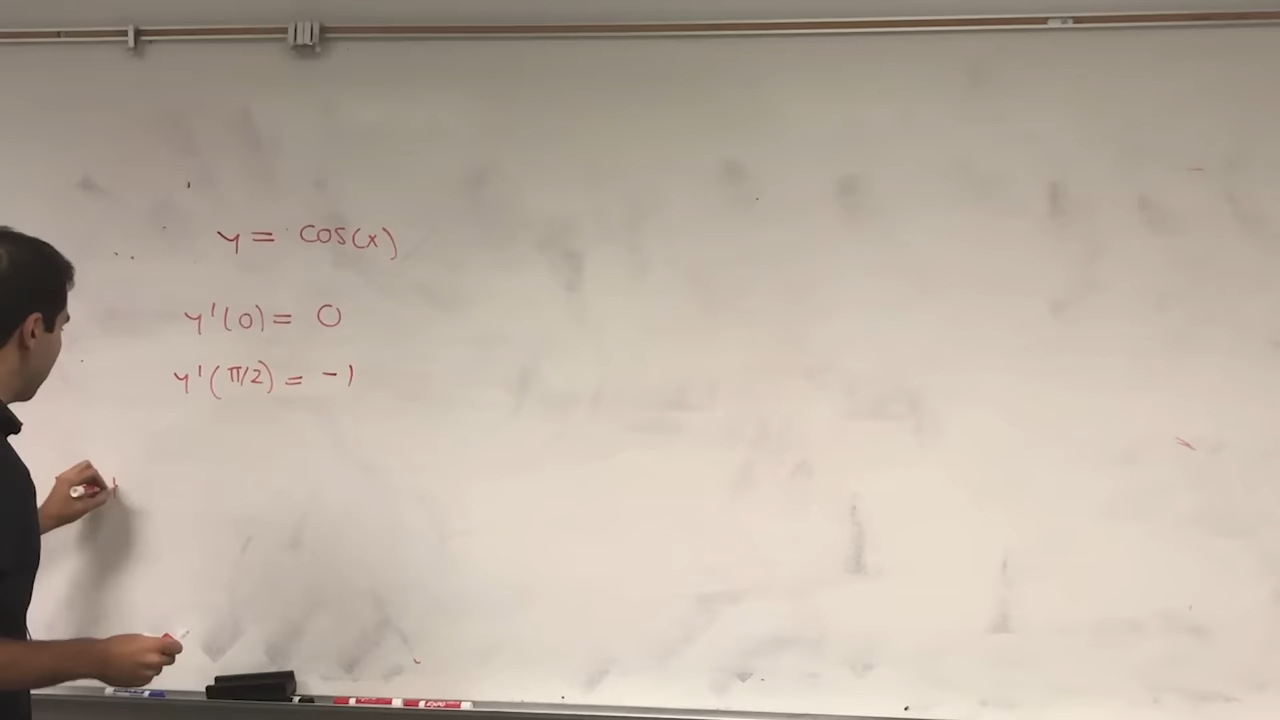 y = cos(x)
y'(0) = 0
y'(π/2) = -1